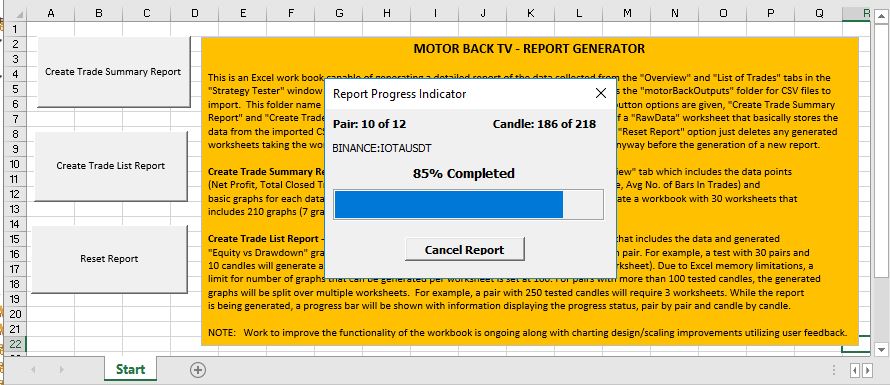 A B C D E F G H I J K L M N O P Q R
1
2
3
4
5
6
7
8
9
10
11
12
13
14
15
16
17
18
19
20
21
22
Create Trade Summary Report
Create Trade List Report
Reset Report
MOTOR BACK TV - REPORT GENERATOR
This is an Excel work book capable of generating a detailed report of the data collected from the "Overview" and "List of Trades" tabs in the
"Strategy Tester" window s the "motorBackOutputs" folder for CSV files to
import. This folder name utton options are given, "Create Trade Summary
Report" and "Create Trade of a "RawData" worksheet that basically stores the
data from the imported CS "Reset Report" option just deletes any generated
worksheets taking the wo nyway before the generation of a new report.
Create Trade Summary Re view" tab which includes the data points
(Net Profit, Total Closed T e, Avg No. of Bars In Trades) and
basic graphs for each data ate a workbook with 30 worksheets that
includes 210 graphs (7 gra
Create Trade List Report - that includes the data and generated
"Equity vs Drawdown" gra n pair. For example, a test with 30 pairs and
10 candles will generate a rksheet). Due to Excel memory limitations, a
limit for number of graphs that can be generated per worksheet is set at 100. For pairs with more than 100 tested candles, the generated
graphs will be split over multiple worksheets. For example, a pair with 250 tested candles will require 3 worksheets. While the report
is being generated, a progress bar will be shown with information displaying the progress status, pair by pair and candle by candle.
NOTE: Work to improve the functionality of the workbook is ongoing along with charting design/scaling improvements utilizing user feedback.
Report Progress Indicator
Pair: 10 of 12 Candle: 186 of 218
BINANCE:IOTAUSDT
85% Completed
Cancel Report
Start